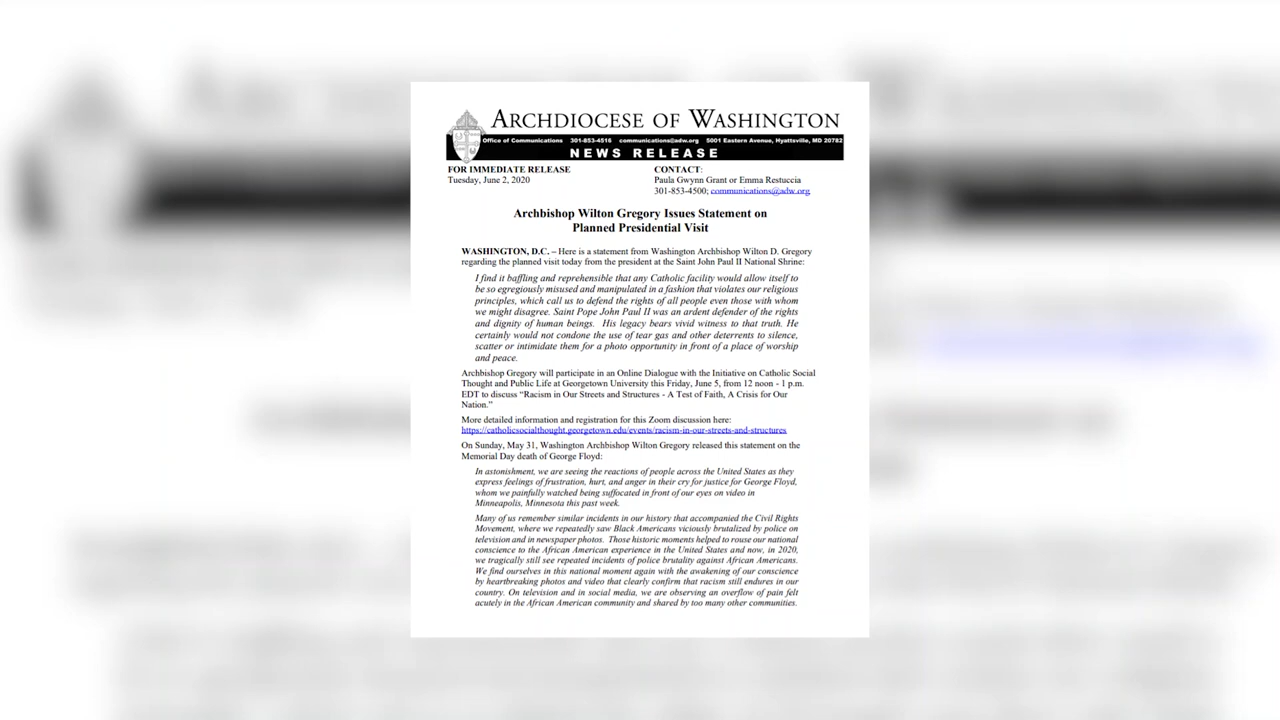 ARCHDIOCESE OF WASHINGTON
Office of Communications 301-853-4516 communications@adw.org 5001 Eastern Avenue, Hyattsville, MD 20782
NEWS RELEASE
FOR IMMEDIATE RELEASE
Tuesday, June 2, 2020
CONTACT:
Paula Gwynn Grant or Emma Restuccia
301-853-4500; communications@adw.org
Archbishop Wilton Gregory Issues Statement on
Planned Presidential Visit
WASHINGTON, D.C. – Here is a statement from Washington Archbishop Wilton D. Gregory
regarding the planned visit today from the president at the Saint John Paul II National Shrine:
I find it baffling and reprehensible that any Catholic facility would allow itself to
be so egregiously misused and manipulated in a fashion that violates our religious
principles, which call us to defend the rights of all people even those with whom
we might disagree. Saint Pope John Paul II was an ardent defender of the rights
and dignity of human beings. His legacy bears vivid witness to that truth. He
certainly would not condone the use of tear gas and other deterrents to silence,
scatter or intimidate them for a photo opportunity in front of a place of worship
and peace.
Archbishop Gregory will participate in an Online Dialogue with the Initiative on Catholic Social
Thought and Public Life at Georgetown University this Friday, June 5, from 12 noon - 1 p.m.
EDT to discuss “Racism in Our Streets and Structures - A Test of Faith, A Crisis for Our
Nation.”
More detailed information and registration for this Zoom discussion here:
https://catholicsocialthought.georgetown.edu/events/racism-in-our-streets-and-structures
On Sunday, May 31, Washington Archbishop Wilton Gregory released this statement on the
Memorial Day death of George Floyd:
In astonishment, we are seeing the reactions of people across the United States as they
express feelings of frustration, hurt, and anger in their cry for justice for George Floyd,
whom we painfully watched being suffocated in front of our eyes on video in
Minneapolis, Minnesota this past week.
Many of us remember similar incidents in our history that accompanied the Civil Rights
Movement, where we repeatedly saw Black Americans viciously brutalized by police on
television and in newspaper photos. Those historic moments helped to rouse our national
conscience to the African American experience in the United States and now, in 2020,
we tragically still see repeated incidents of police brutality against African Americans.
We find ourselves in this national moment again with the awakening of our conscience
by heartbreaking photos and video that clearly confirm that racism still endures in our
country. On television and in social media, we are observing an overflow of pain felt
acutely in the African American community and shared by too many other communities.